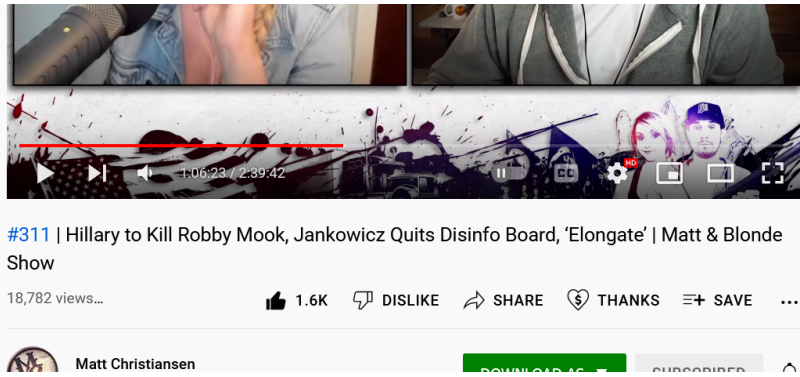 1:06:23 / 2:39:42
CC
HD
#311 | Hillary to Kill Robby Mook, Jankowicz Quits Disinfo Board, ‘Elongate’ | Matt & Blonde
Show
18,782 views...
1.6K
DISLIKE
SHARE
THANKS
SAVE
...
Matt Christiansen
DOWNLOAD AS
SUBSCRIBED